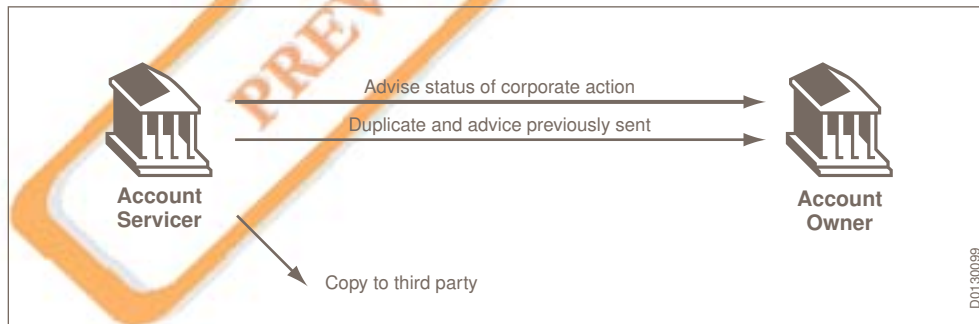 PREV
Advise status of corporate action
Duplicate and advice previously sent
Account
Servicer
Account
Owner
Copy to third party
D0130099